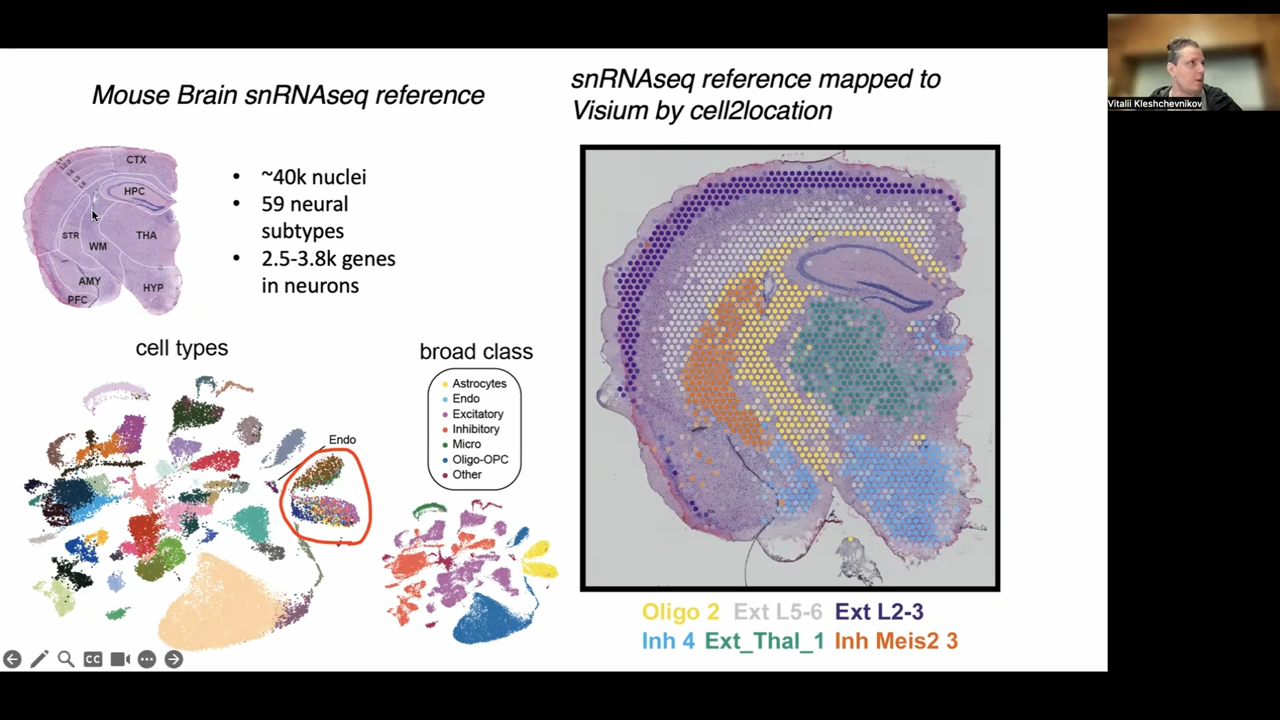 Mouse Brain snRNAseq reference
snRNAseq reference mapped to
Visium by cell2location
Vitalii Kleshchevnikov
CTX
HPC
STR
WM
THA
AMY
HYP
PFC
• ~40k nuclei
• 59 neural
subtypes
• 2.5-3.8k genes
in neurons
cell types
Endo
broad class
Astrocytes
Endo
Excitatory
Inhibitory
Micro
Oligo-OPC
Other
Oligo 2 Ext L5-6 Ext L2-3
Inh 4 Ext_Thal_1 Inh Meis2 3
CC